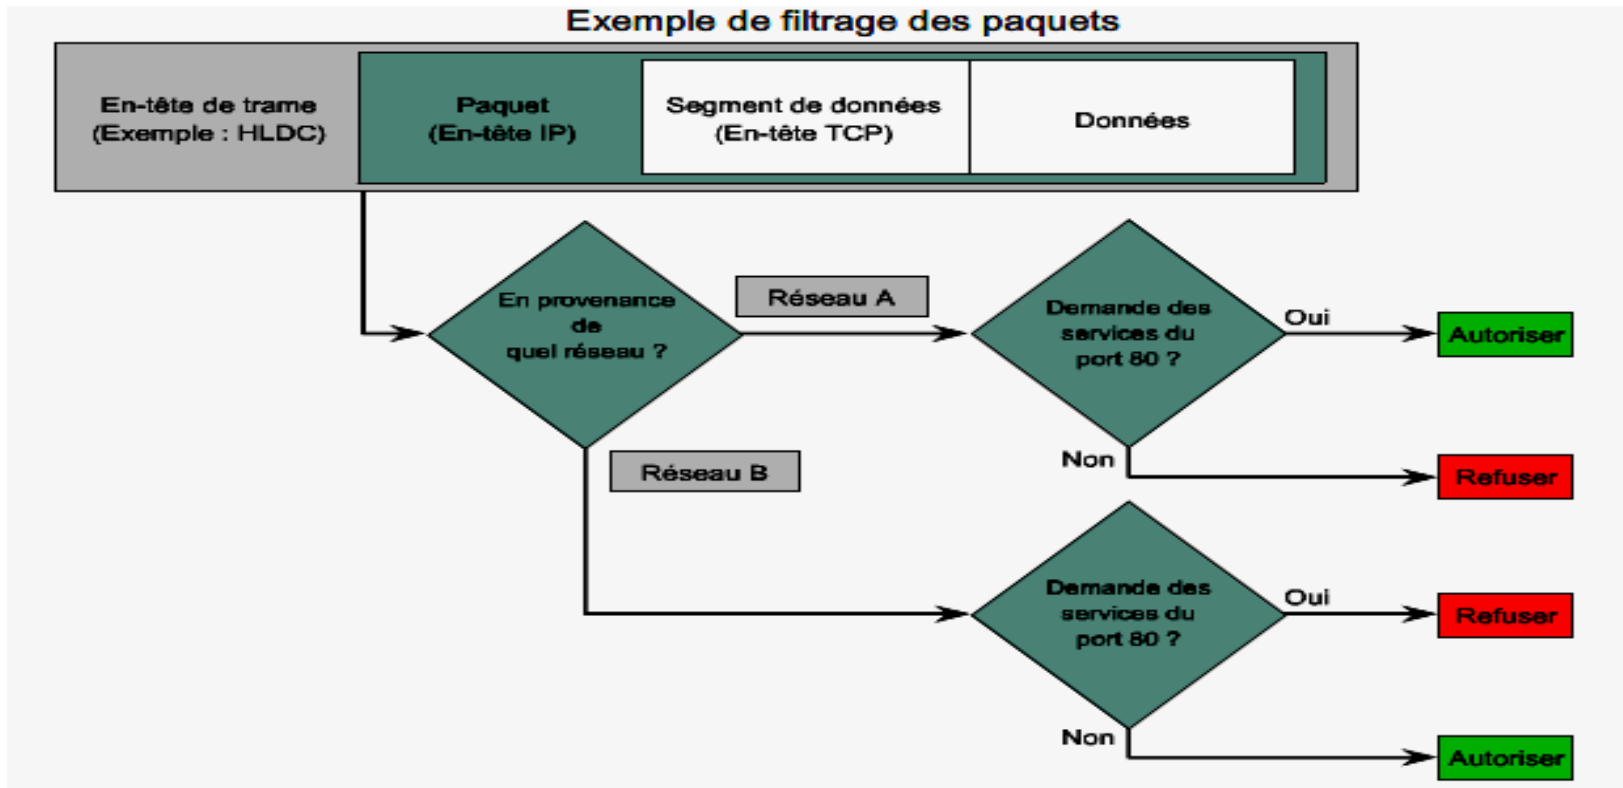 Exemple de filtrage des paquets
En-tête de trame
(Exemple : HLDC)
Paquet
(En-tête IP)
Segment de données
(En-tête TCP)
Données
En provenance
de
quel réseau ?
Réseau A
Demande des
services du
port 80 ?
Oui
Autoriser
Non
Refuser
Réseau B
Demande des
services du
port 80 ?
Oui
Refuser
Non
Autoriser